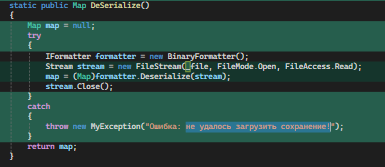 static public Map DeSerialize()
{
Map map = null;
try
{
IFormatter formatter = new BinaryFormatter();
Stream stream = new FileStream(_file, FileMode.Open, FileAccess.Read);
map = (Map)formatter.Deserialize(stream);
stream.Close();
}
catch
{
throw new MyException("Ошибка: не удалось загрузить сохранение!");
}
return map;
}